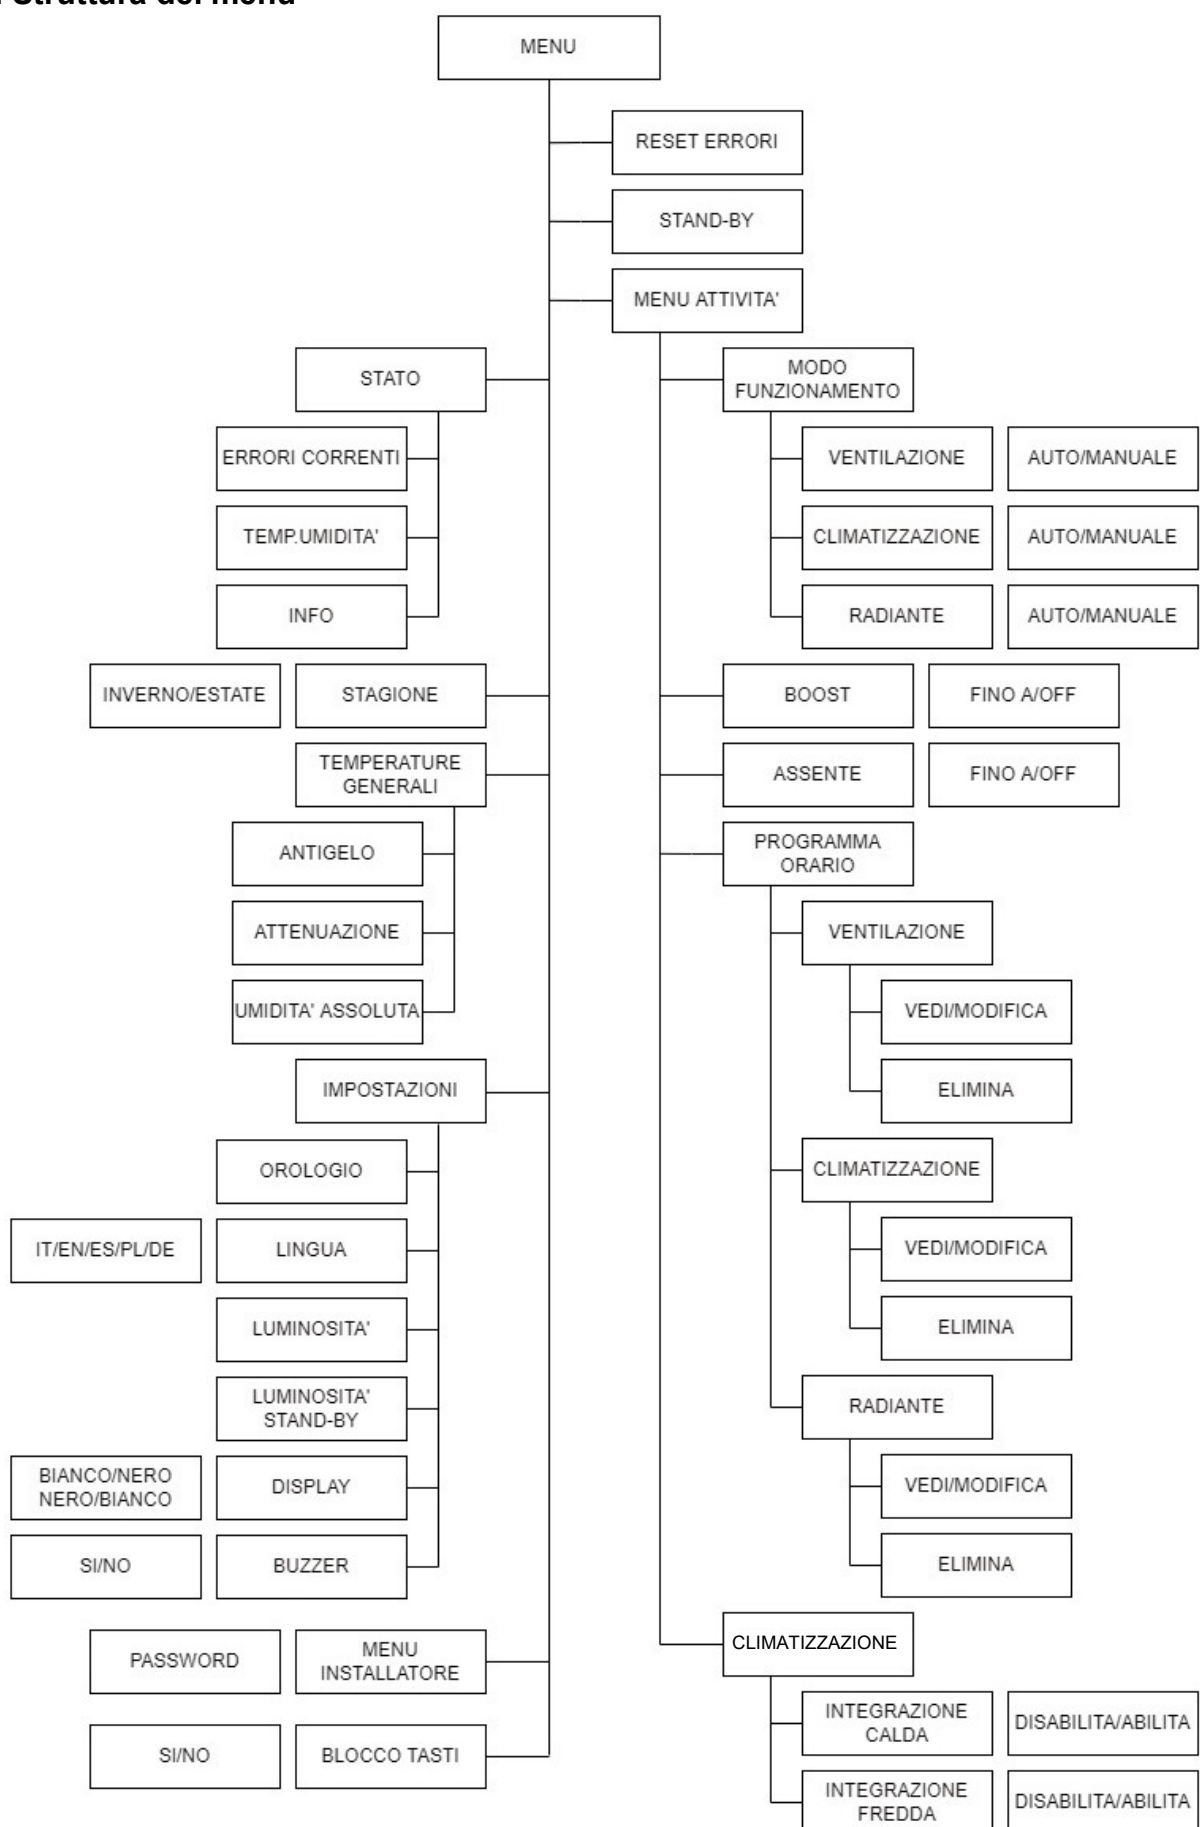 Struttura del menu
MENU
RESET ERRORI
STAND-BY
MENU ATTIVITA'
STATO
MODO
FUNZIONAMENTO
ERRORI CORRENTI
VENTILAZIONE
AUTO/MANUALE
TEMP.UMIDITA'
CLIMATIZZAZIONE
AUTO/MANUALE
INFO
RADIANTE
AUTO/MANUALE
INVERNO/ESTATE
STAGIONE
BOOST
FINO A/OFF
TEMPERATURE
GENERALI
ASSENTE
FINO A/OFF
ANTIGELO
PROGRAMMA
ORARIO
ATTENUAZIONE
VENTILAZIONE
UMIDITA' ASSOLUTA
VEDI/MODIFICA
IMPOSTAZIONI
ELIMINA
OROLOGIO
CLIMATIZZAZIONE
IT/EN/ES/PL/DE
LINGUA
VEDI/MODIFICA
LUMINOSITA'
ELIMINA
LUMINOSITA'
STAND-BY
RADIANTE
BIANCO/NERO
NERO/BIANCO
DISPLAY
VEDI/MODIFICA
SI/NO
BUZZER
ELIMINA
PASSWORD
MENU
INSTALLATORE
CLIMATIZZAZIONE
INTEGRAZIONE
CALDA
DISABILITA/ABILITA
SI/NO
BLOCCO TASTI
INTEGRAZIONE
FREDDA
DISABILITA/ABILITA